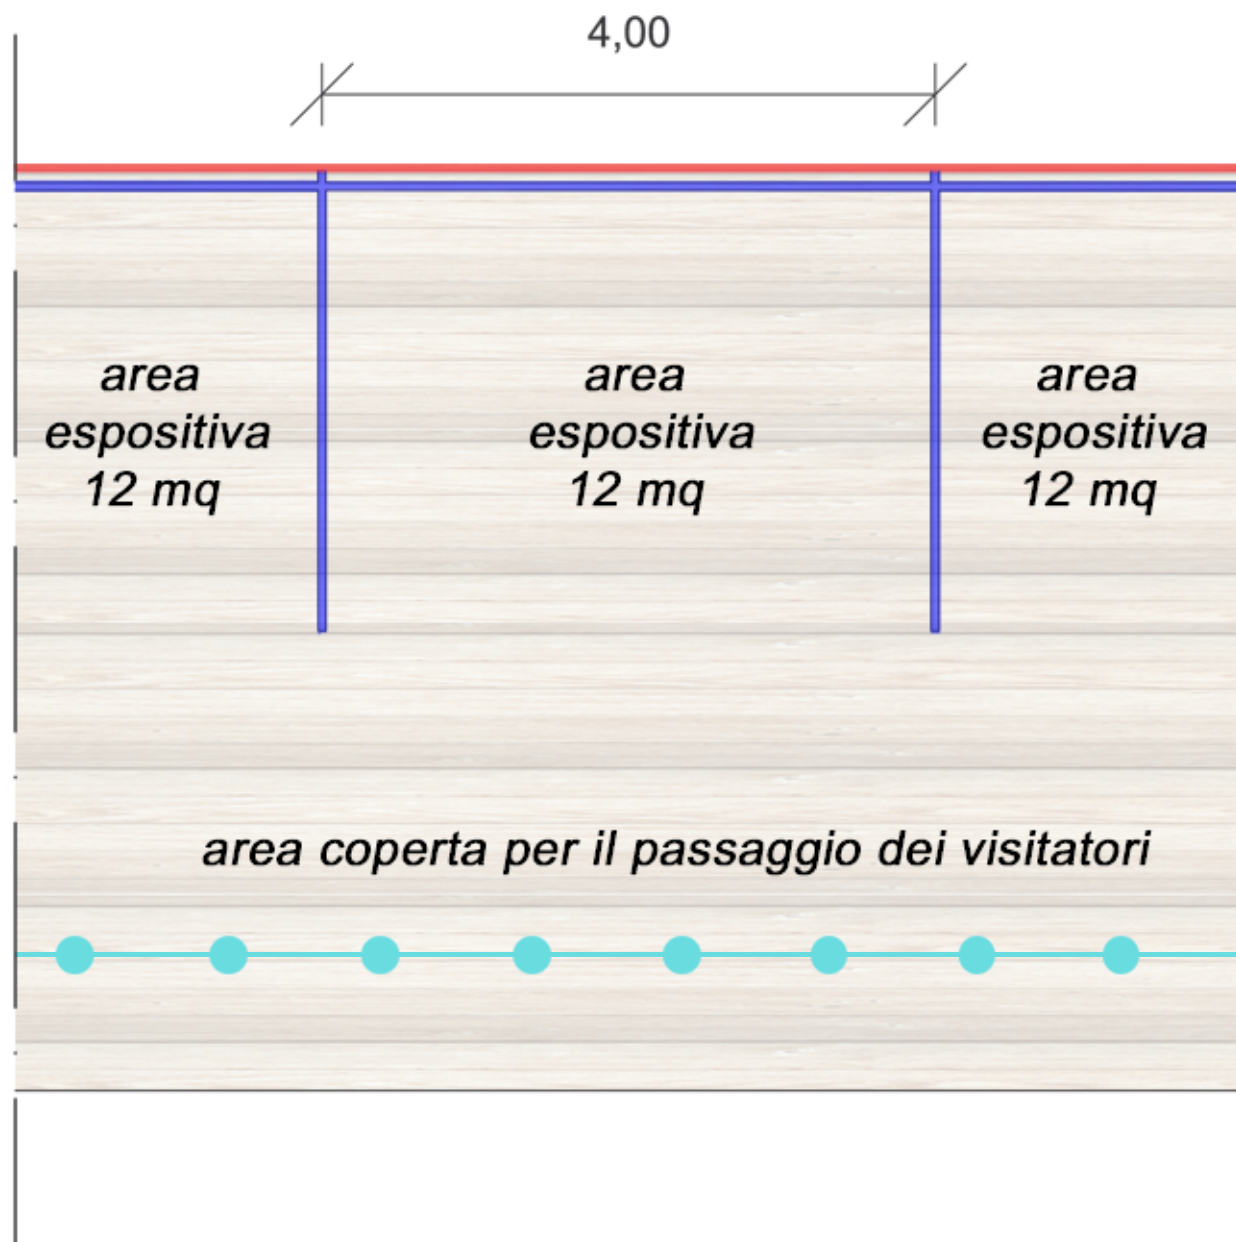 4,00
area
espositiva
12 mq
area
espositiva
12 mq
area
espositiva
12 mq
area coperta per il passaggio dei visitatori